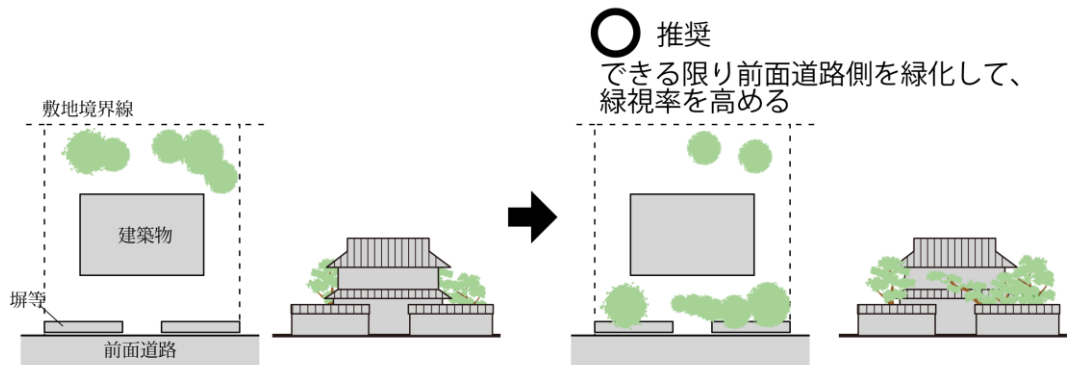 推奨
できる限り前面道路側を緑化して、
緑視率を高める
敷地境界線
建築物
塀等
前面道路